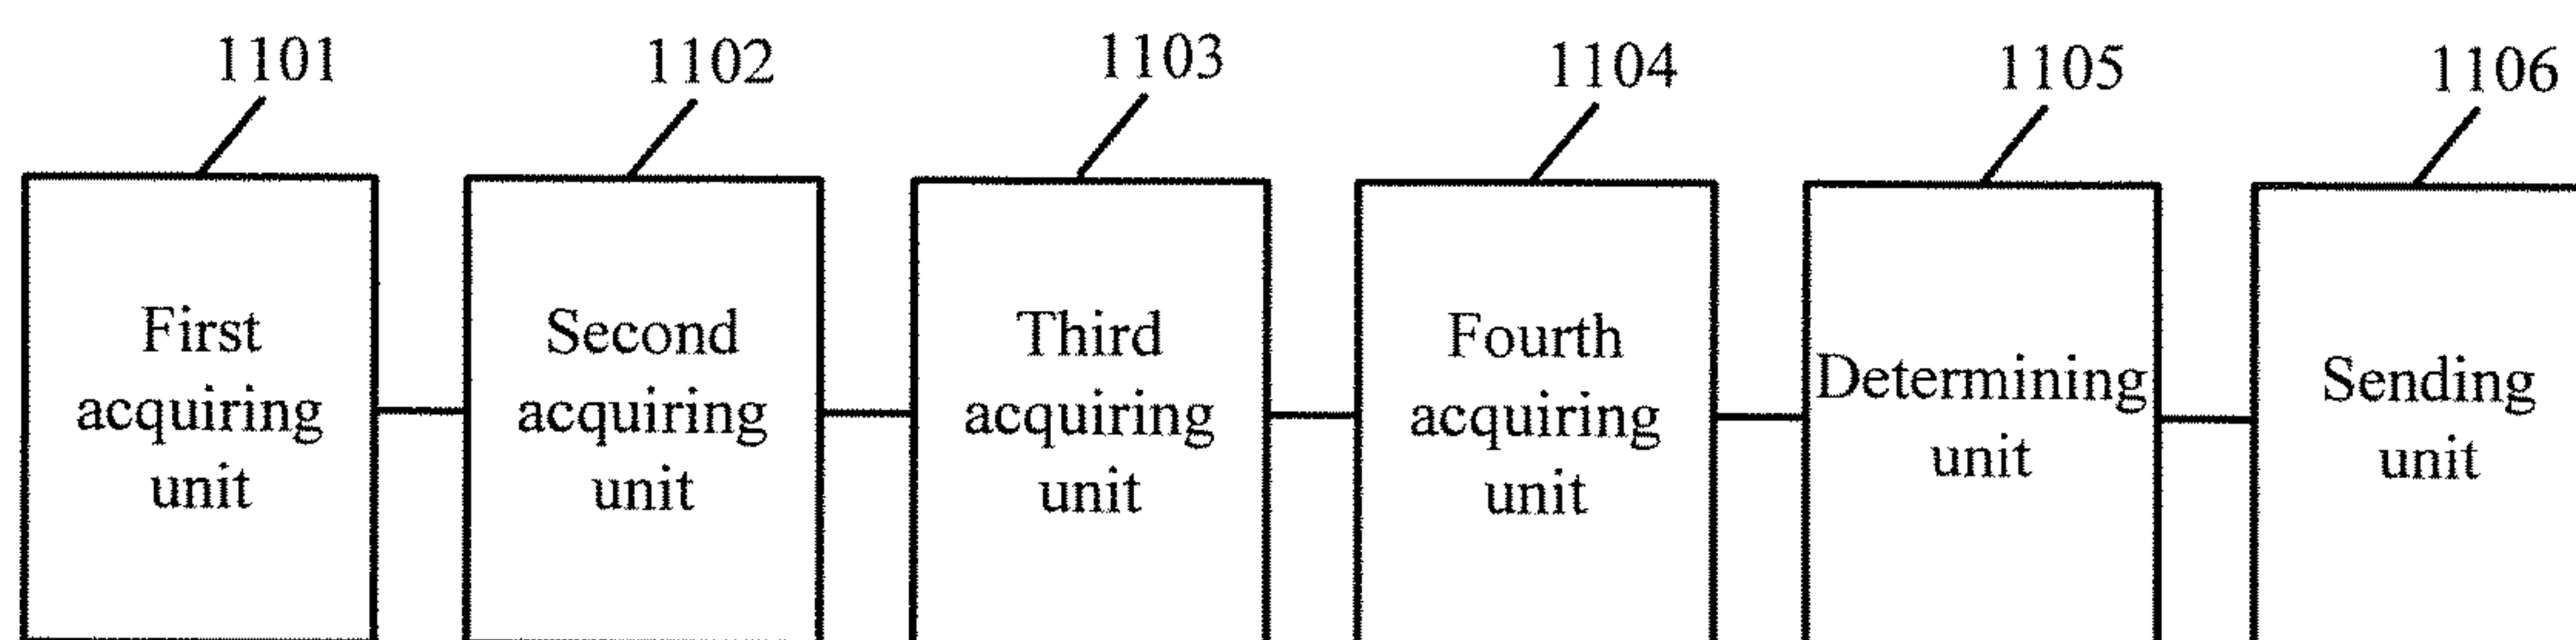 1101 1102 1103 1104 1105 1106
First
acquiring
unit
Second
acquiring
unit
Third
acquiring
unit
Fourth
acquiring
unit
Determining
unit
Sending
unit